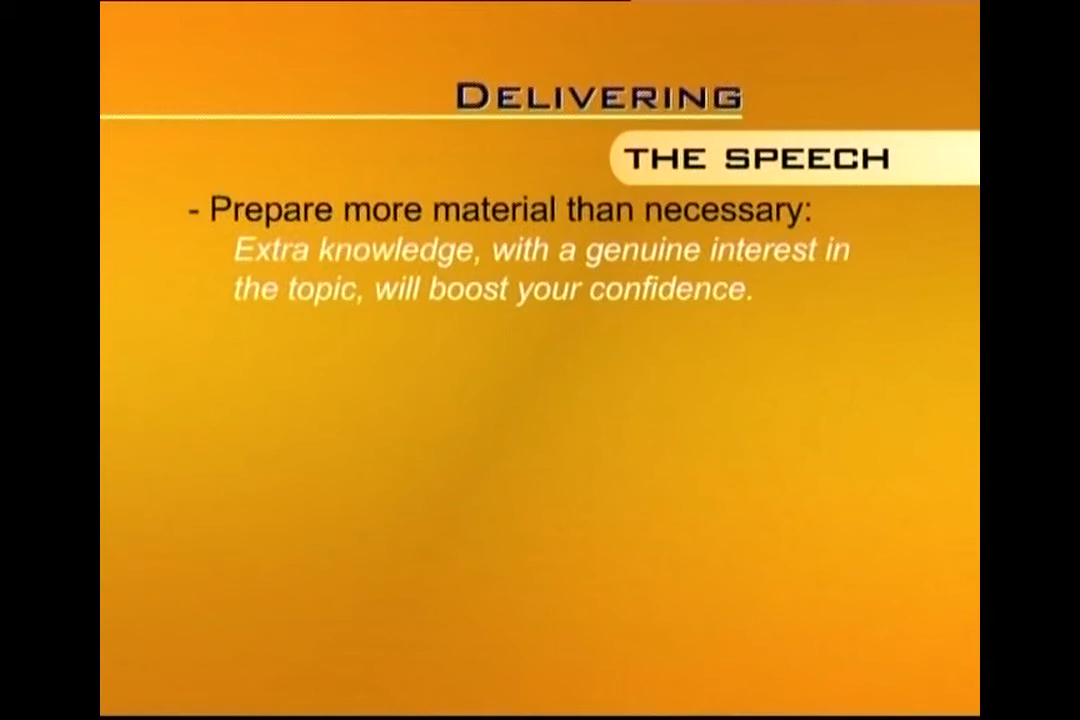 DELIVERING
THE SPEECH
- Prepare more material than necessary:
Extra knowledge, with a genuine interest in
the topic, will boost your confidence.